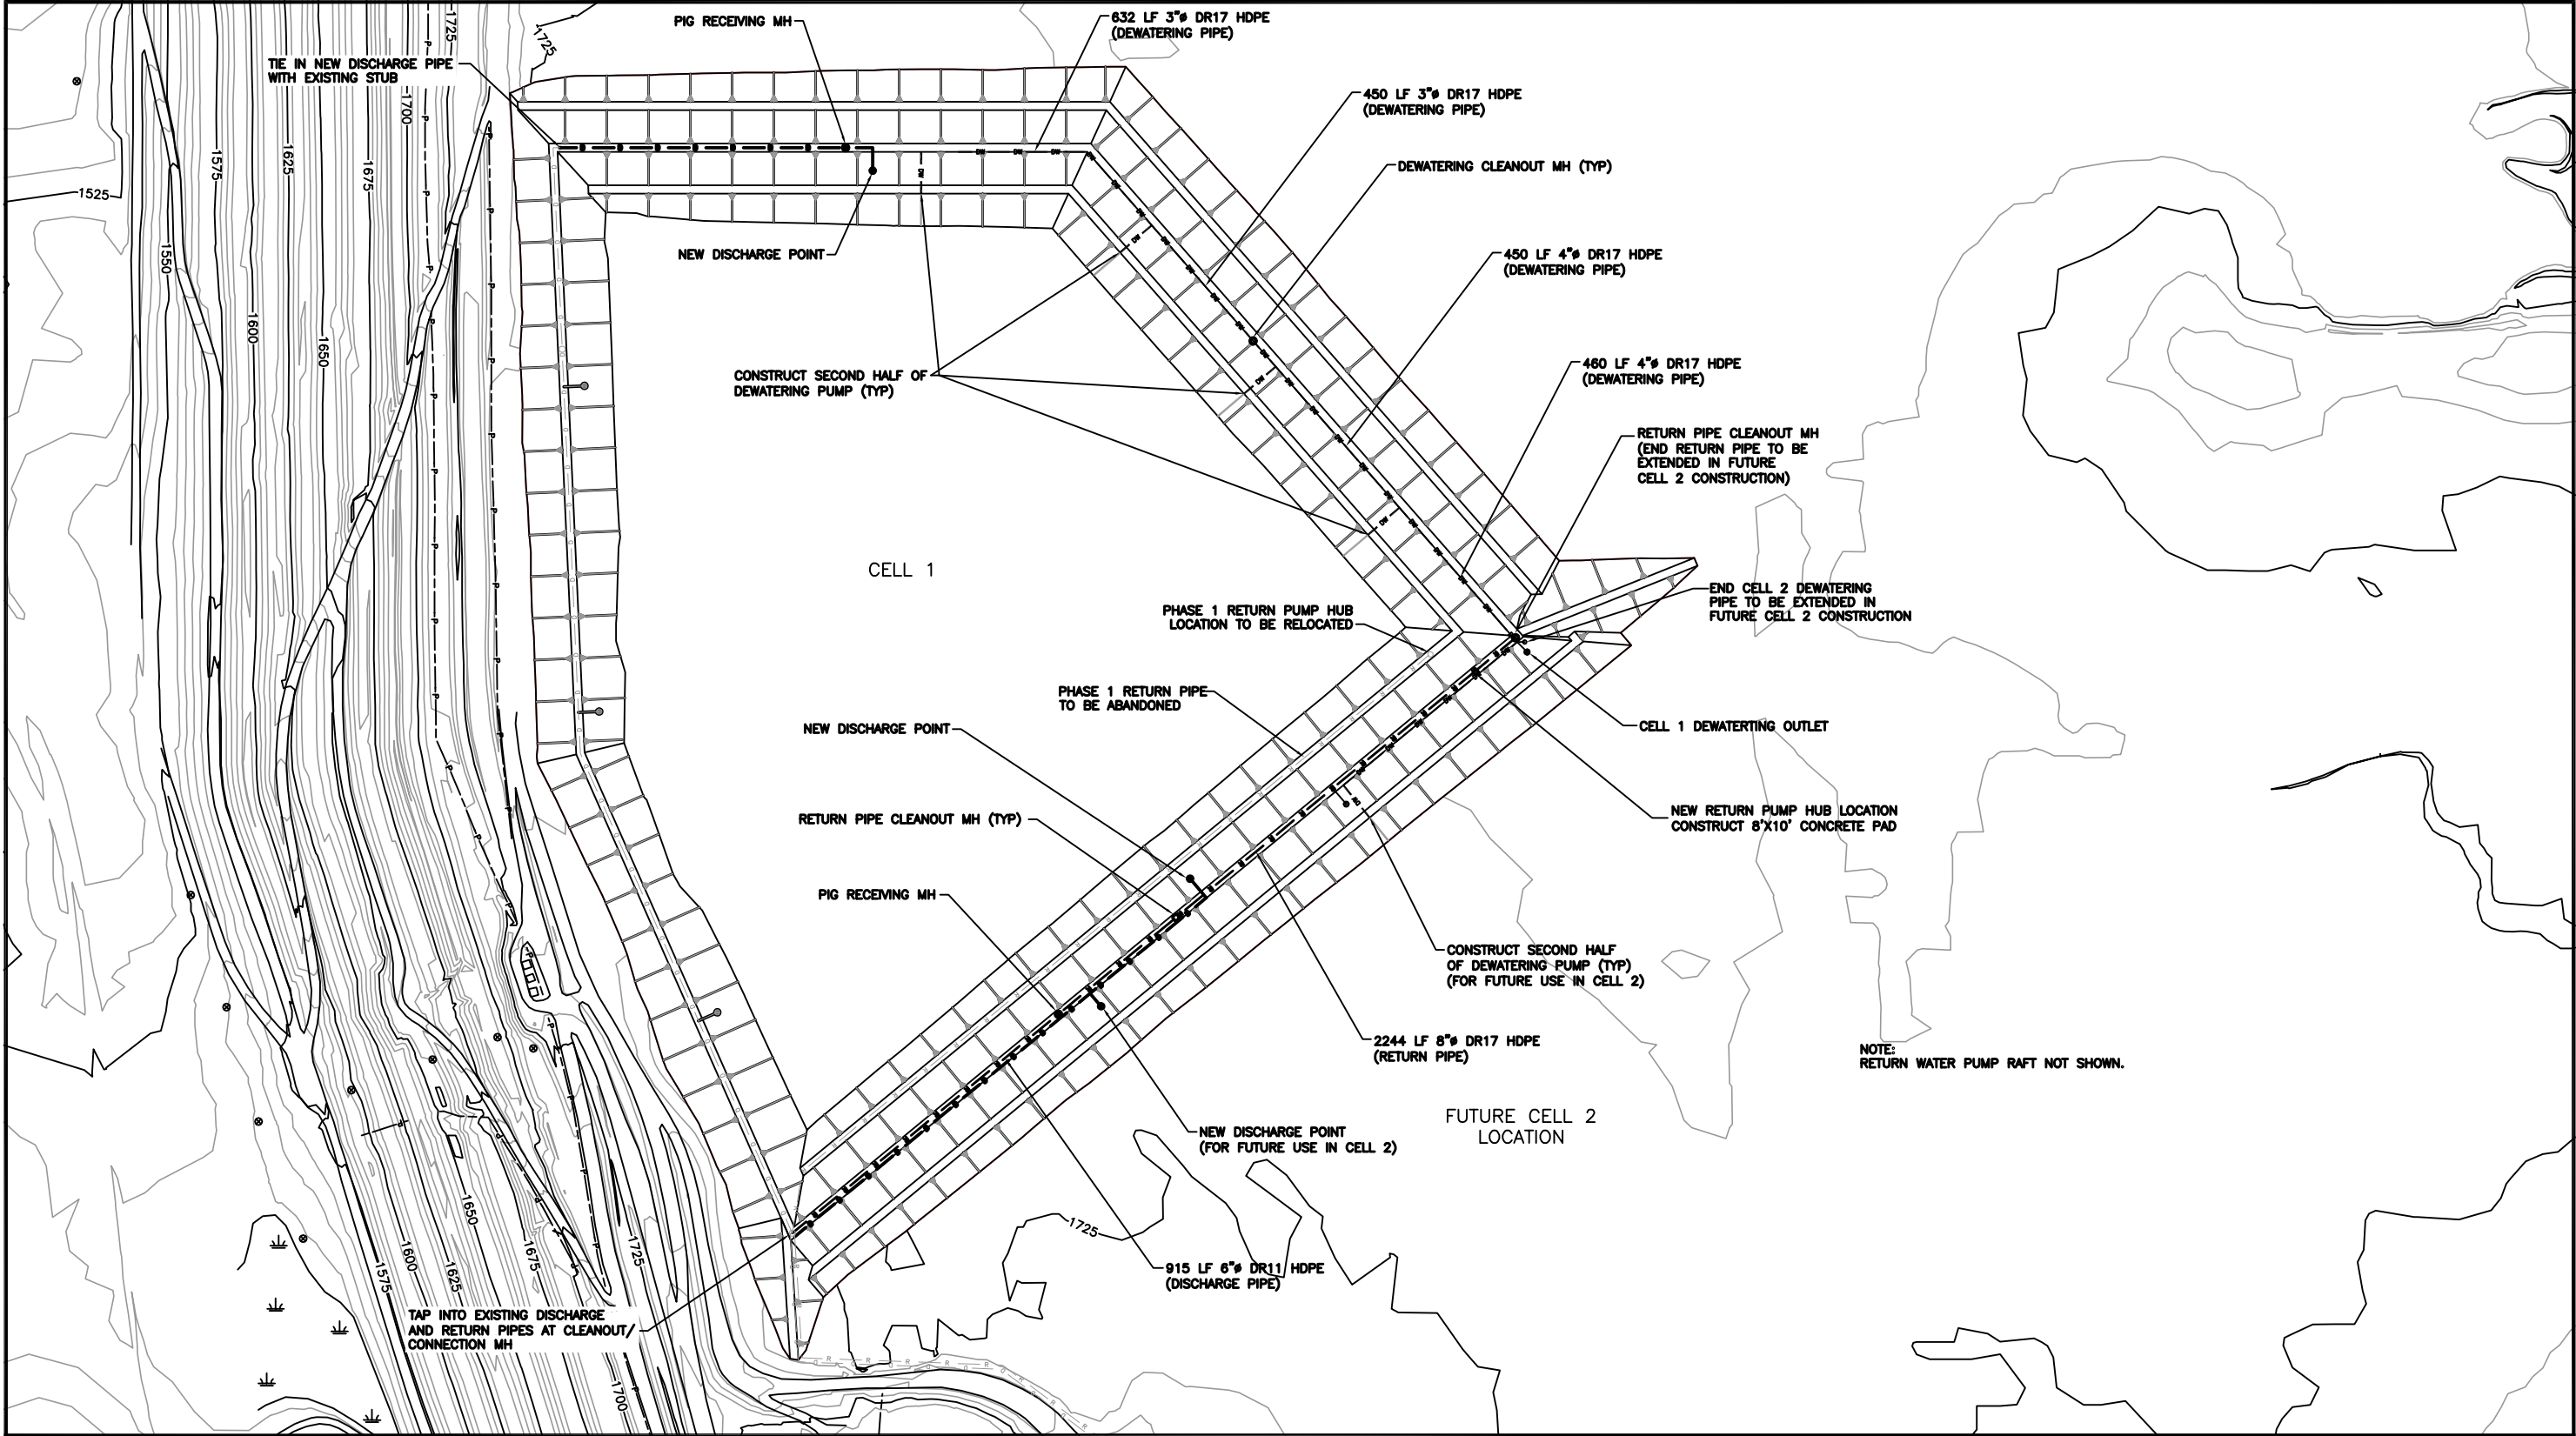 PIG RECEIVING MH
632 LF 3"ø DR17 HDPE
(DEWATERING PIPE)
1725
1725
TIE IN NEW DISCHARGE PIPE
WITH EXISTING STUB
450 LF 3"ø DR17 HDPE
(DEWATERING PIPE)
1700
1575
1625
1675
DEWATERING CLEANOUT MH (TYP)
1525
1550
NEW DISCHARGE POINT
450 LF 4"ø DR17 HDPE
(DEWATERING PIPE)
1600
1650
460 LF 4"ø DR17 HDPE
(DEWATERING PIPE)
CONSTRUCT SECOND HALF OF
DEWATERING PUMP (TYP)
RETURN PIPE CLEANOUT MH
(END RETURN PIPE TO BE
EXTENDED IN FUTURE
CELL 2 CONSTRUCTION)
CELL 1
END CELL 2 DEWATERING
PIPE TO BE EXTENDED IN
FUTURE CELL 2 CONSTRUCTION
PHASE 1 RETURN PUMP HUB
LOCATION TO BE RELOCATED
PHASE 1 RETURN PIPE
TO BE ABANDONED
NEW DISCHARGE POINT
CELL 1 DEWATERTING OUTLET
RETURN PIPE CLEANOUT MH (TYP)
NEW RETURN PUMP HUB LOCATION
CONSTRUCT 8'X10' CONCRETE PAD
PIG RECEIVING MH
CONSTRUCT SECOND HALF
OF DEWATERING PUMP (TYP)
(FOR FUTURE USE IN CELL 2)
2244 LF 8"ø DR17 HDPE
(RETURN PIPE)
NOTE:
RETURN WATER PUMP RAFT NOT SHOWN.
FUTURE CELL 2
LOCATION
NEW DISCHARGE POINT
(FOR FUTURE USE IN CELL 2)
1725
1650
1600
1675
1725
1575
1625
915 LF 6"ø DR11 HDPE
(DISCHARGE PIPE)
TAP INTO EXISTING DISCHARGE
AND RETURN PIPES AT CLEANOUT/
CONNECTION MH
1700